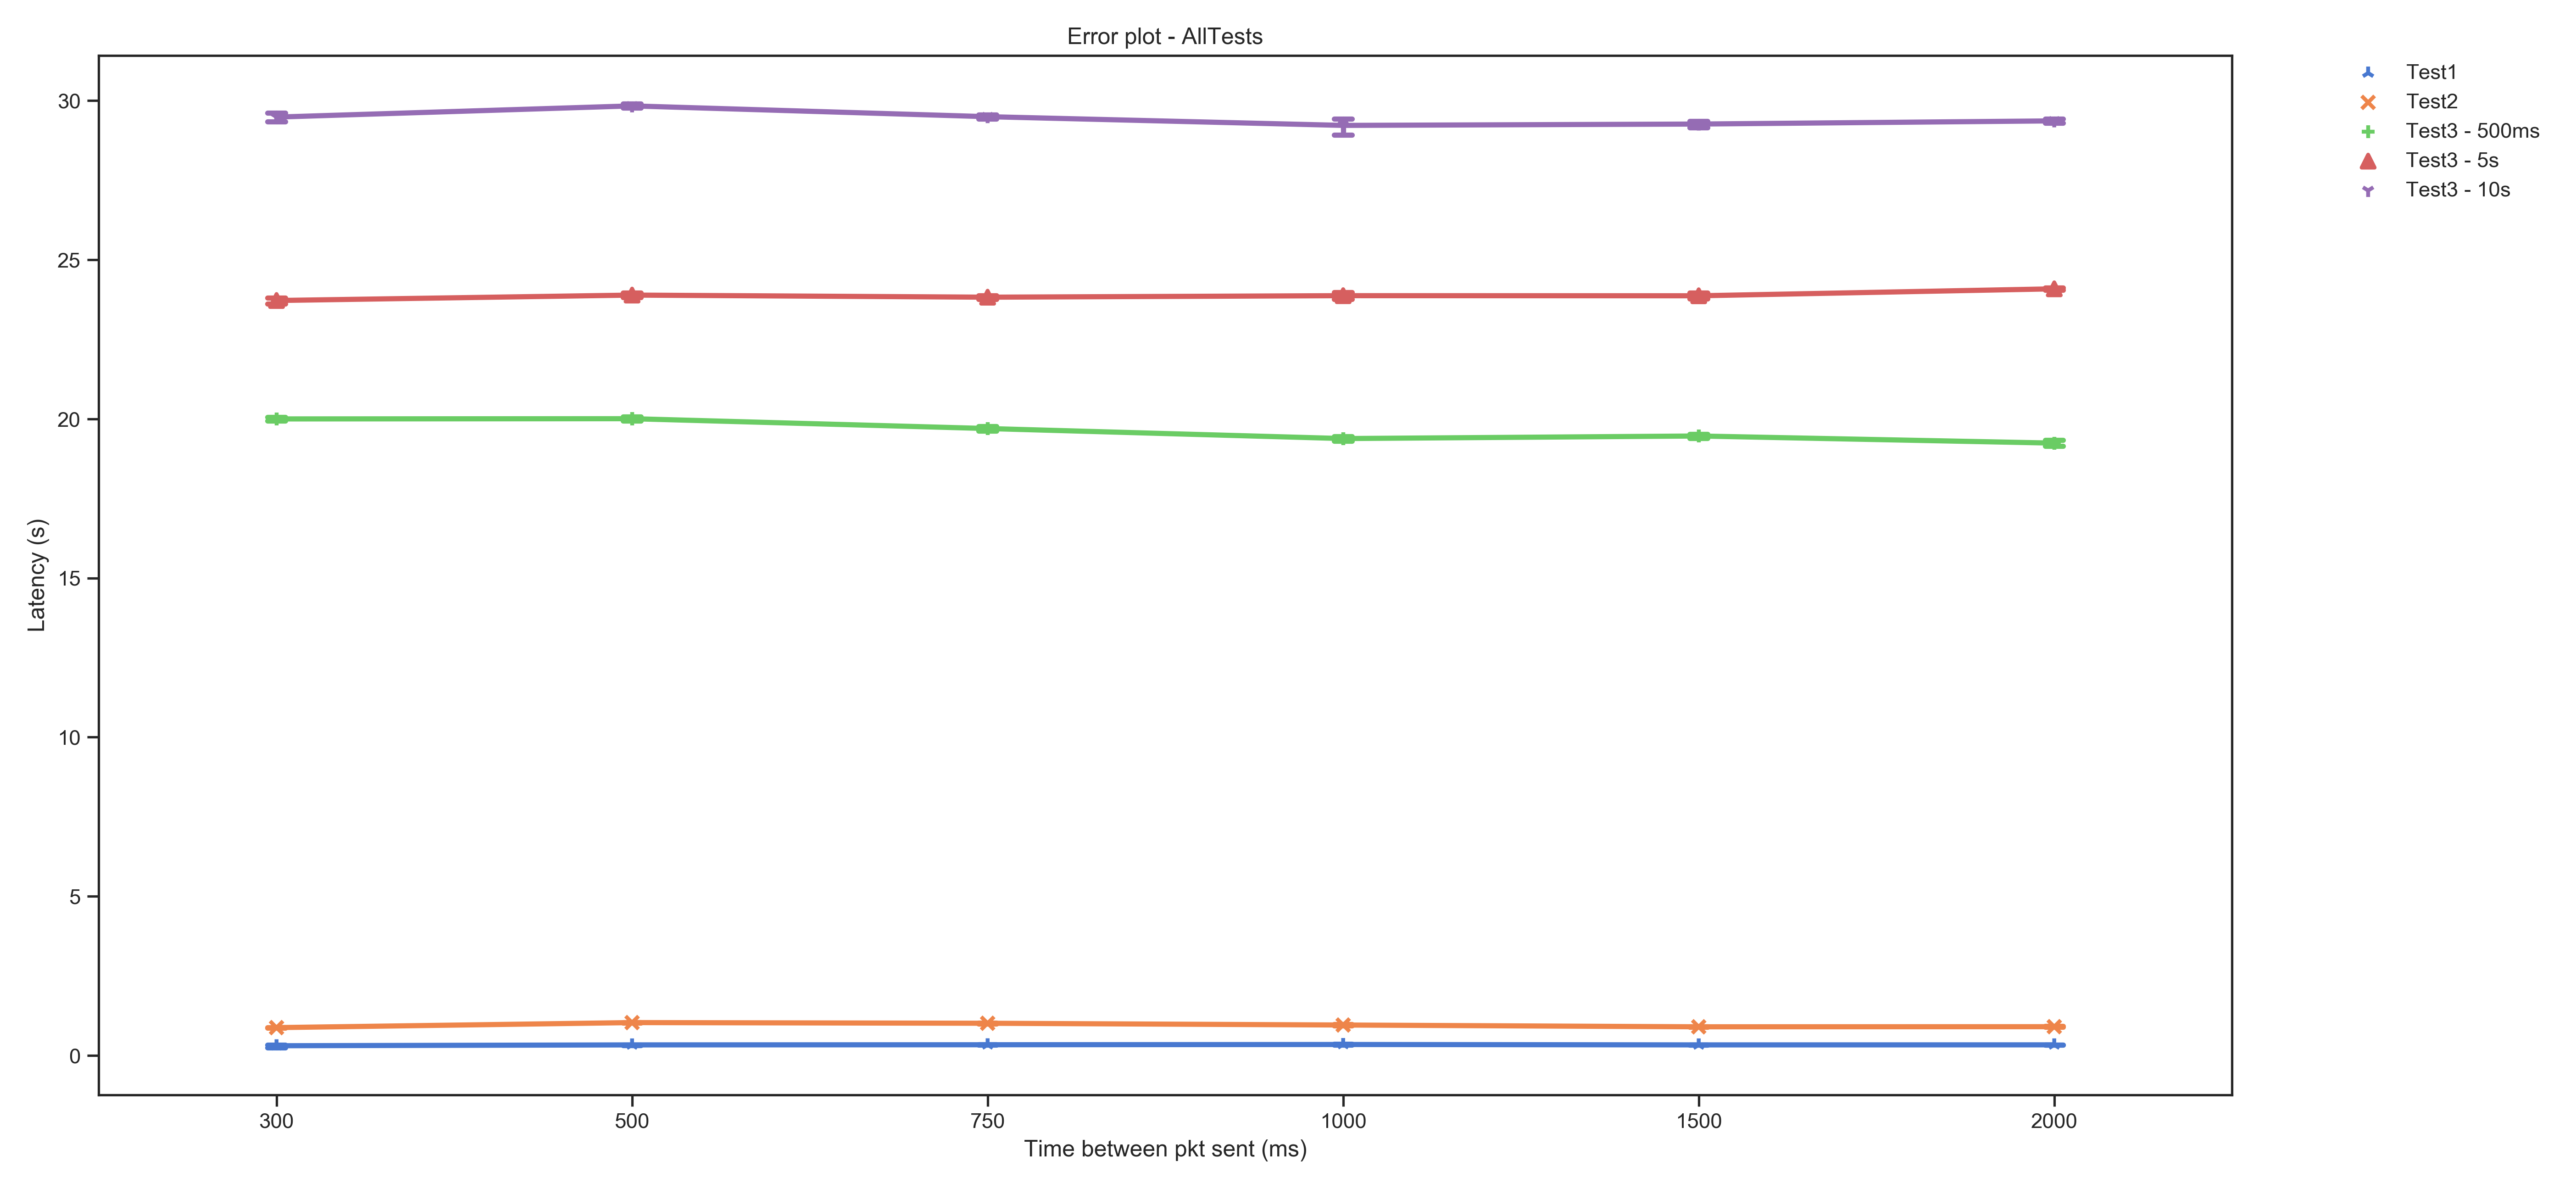 Error plot - AllTests
Test1
Test2
Test3 - 500ms
Test3 - 5s
Test3 - 10s
Latency (s)
30
25
20
15
10
5
0
300 500 750 1000 1500 2000
Time between pkt sent (ms)